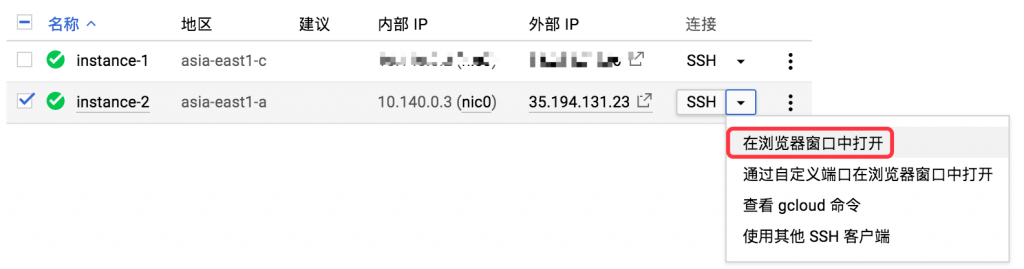 名称 地区 建议 内部 IP 外部 IP 连接
instance-1 asia-east1-c SSH
instance-2 asia-east1-a 10.140.0.3 (nic0) 35.194.131.23 SSH
在浏览器窗口中打开
通过自定义端口在浏览器窗口中打开
查看 gcloud 命令
使用其他 SSH 客户端